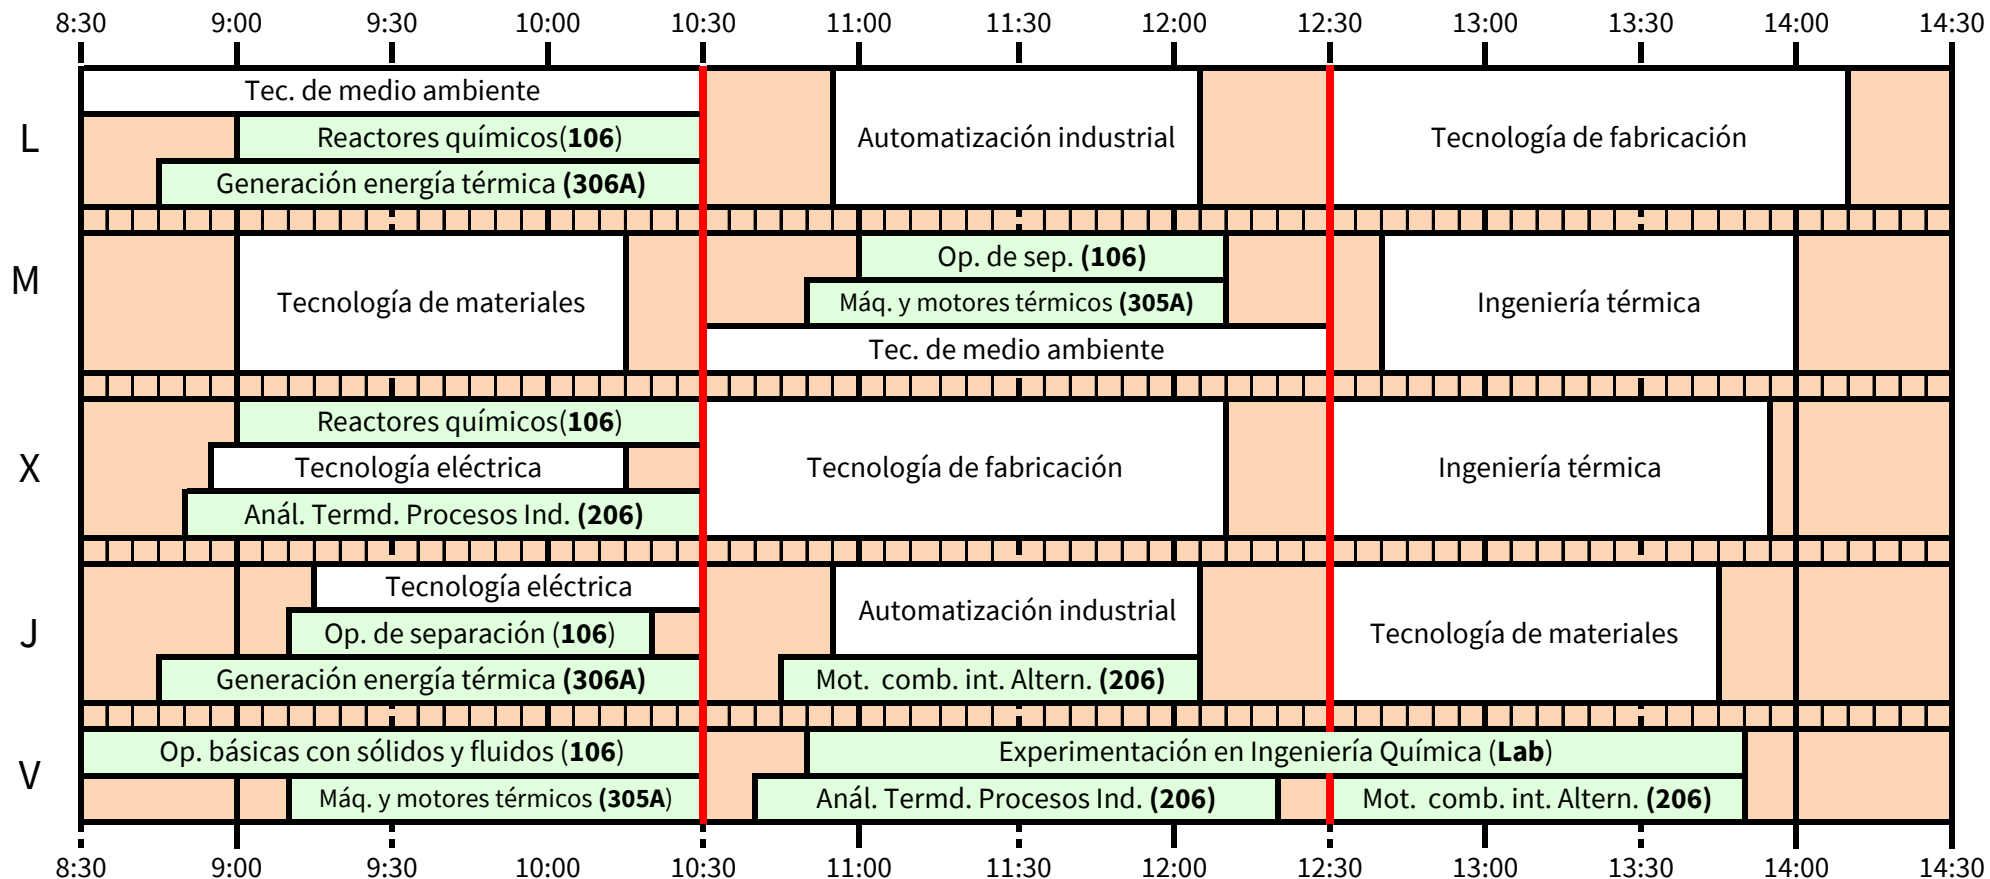 8:30 9:00 9:30 10:00 10:30 11:00 11:30 12:00 12:30 13:00 13:30 14:00 14:30
L
Tec. de medio ambiente
Reactores químicos(106)
Generación energía térmica (306A)
Automatización industrial
Tecnología de fabricación
M
Tecnología de materiales
Op. de sep. (106)
Máq. y motores térmicos (305A)
Tec. de medio ambiente
Ingeniería térmica
X
Reactores químicos(106)
Tecnología eléctrica
Anál. Termd. Procesos Ind. (206)
Tecnología de fabricación
Ingeniería térmica
J
Tecnología eléctrica
Op. de separación (106)
Generación energía térmica (306A)
Automatización industrial
Mot. comb. int. Altern. (206)
Tecnología de materiales
V
Op. básicas con sólidos y fluidos (106)
Máq. y motores térmicos (305A)
Experimentación en Ingeniería Química (Lab)
Anál. Termd. Procesos Ind. (206)
Mot. comb. int. Altern. (206)
8:30 9:00 9:30 10:00 10:30 11:00 11:30 12:00 12:30 13:00 13:30 14:00 14:30